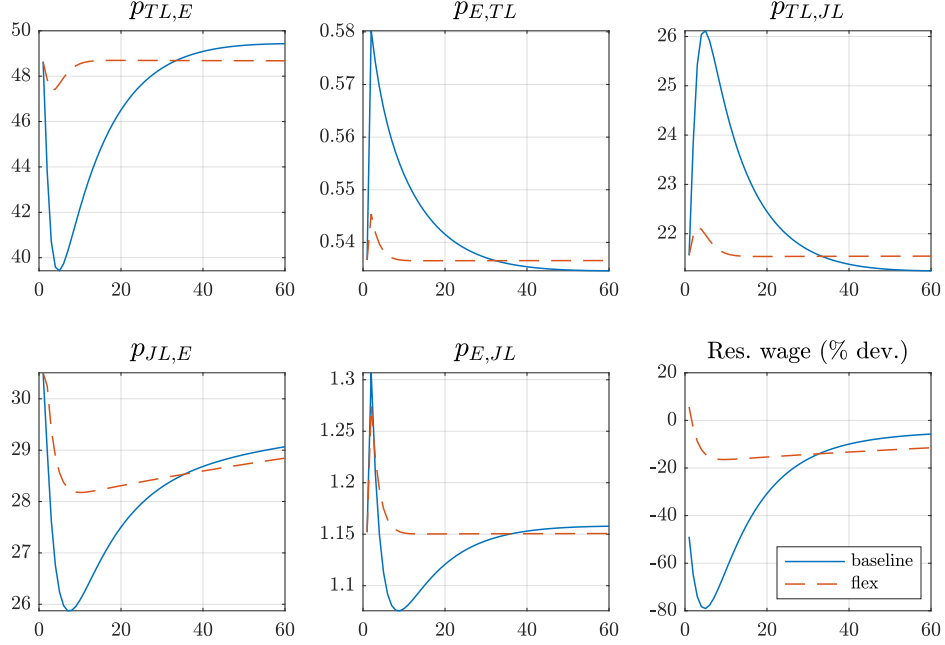 p_{TL,E}
50
48
46
44
42
40
0 20 40 60
p_{E,TL}
0.58
0.57
0.56
0.55
0.54
0 20 40 60
p_{TL,JL}
26
25
24
23
22
0 20 40 60
p_{JL,E}
30
29
28
27
26
0 20 40 60
p_{E,JL}
1.3
1.25
1.2
1.15
1.1
0 20 40 60
Res. wage (% dev.)
20
0
-20
-40
-60
-80
0 20 40 60
baseline
flex